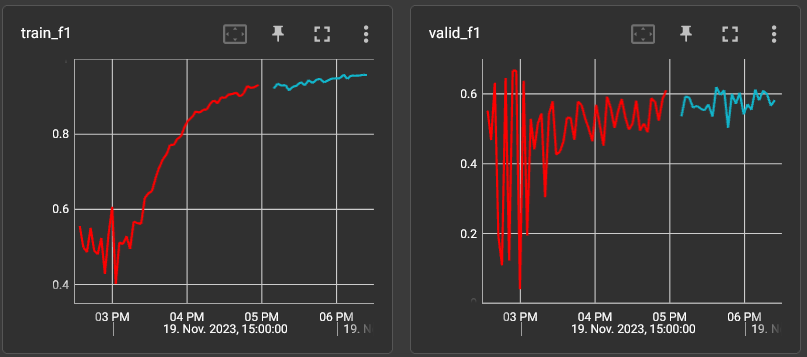 train_f1
0.8
0.6
0.4
03 PM 04 PM 05 PM 06 PM
19. Nov. 2023, 15:00:00 19. N
valid_f1
0.6
0.4
0.2
03 PM 04 PM 05 PM 06 PM
19. Nov. 2023, 15:00:00 19. N